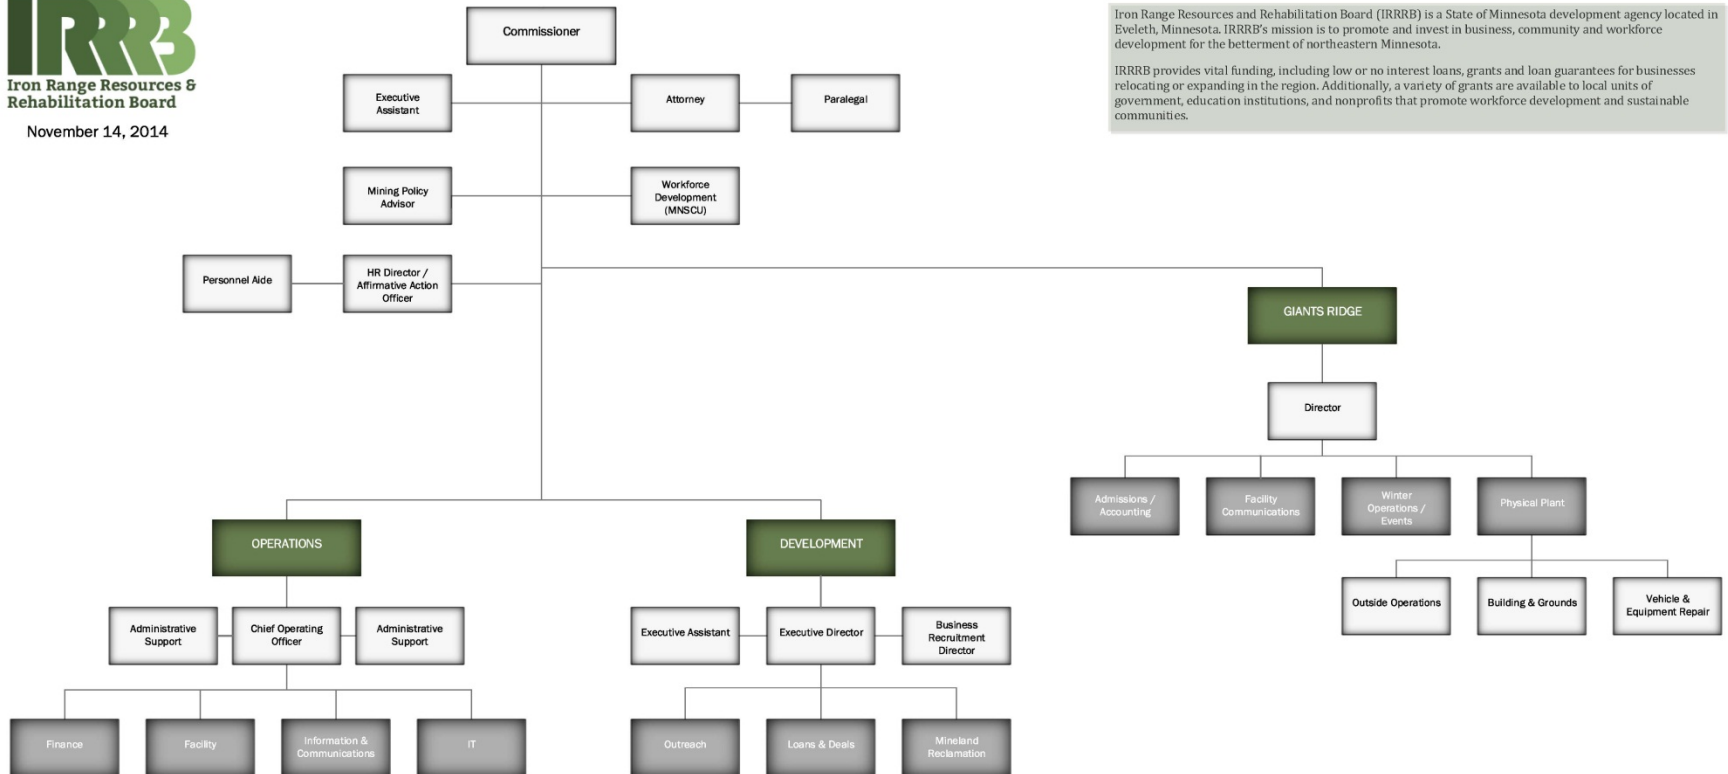 IRRRB
Iron Range Resources &
Rehabilitation Board
November 14, 2014
Iron Range Resources and Rehabilitation Board (IRRRB) is a State of Minnesota development agency located in
Eveleth, Minnesota. IRRRB's mission is to promote and invest in business, community and workforce
development for the betterment of northeastern Minnesota.
IRRRB provides vital funding, including low or no interest loans, grants and loan guarantees for businesses
relocating or expanding in the region. Additionally, a variety of grants are available to local units of
government, education institutions, and nonprofits that promote workforce development and sustainable
communities.
Commissioner
Executive
Assistant
Attorney
Paralegal
Mining Policy
Advisor
Workforce
Development
(MNSCU)
Personnel Aide
HR Director /
Affirmative Action
Officer
GIANTS RIDGE
Director
Admissions /
Accounting
Facility
Communications
Winter
Operations /
Events
Physical Plant
Outside Operations
Building & Grounds
Vehicle &
Equipment Repair
OPERATIONS
Administrative
Support
Chief Operating
Officer
Administrative
Support
Finance
Facility
Information &
Communications
IT
DEVELOPMENT
Executive Assistant
Executive Director
Business
Recruitment
Director
Outreach
Loans & Deals
Mineland
Reclamation